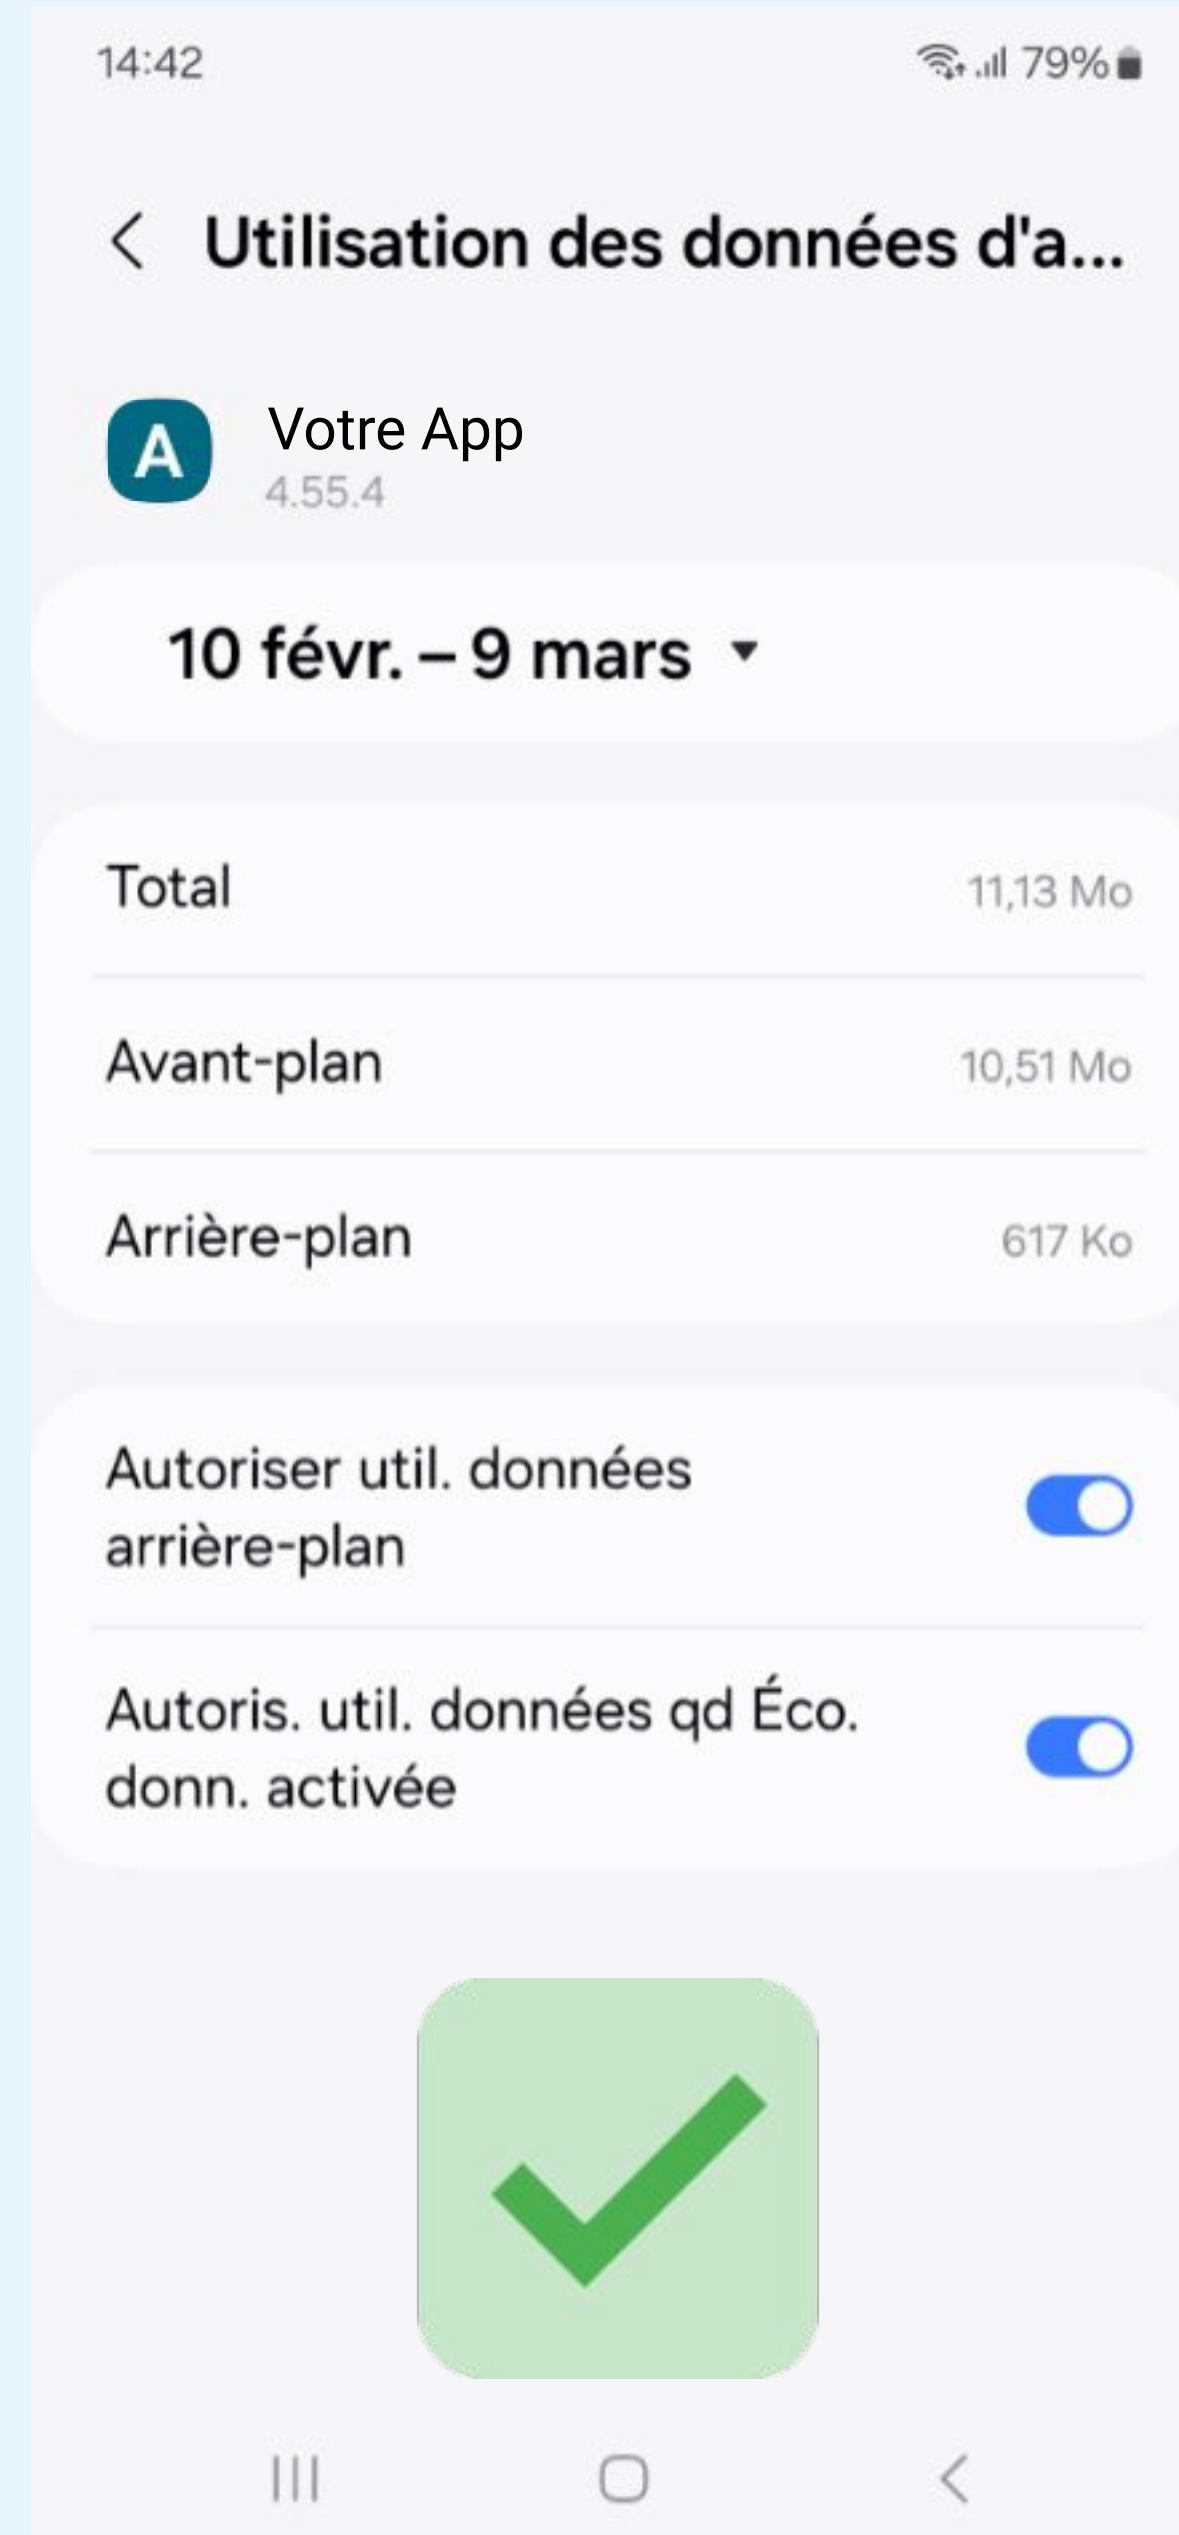 14:42
79%
Utilisation des données d'a...
A
Votre App
4.55.4
10 févr. – 9 mars
Total
11,13 Mo
Avant-plan
10,51 Mo
Arrière-plan
617 Ko
Autoriser util. données
arrière-plan
Autoris. util. données qd Éco.
donn. activée